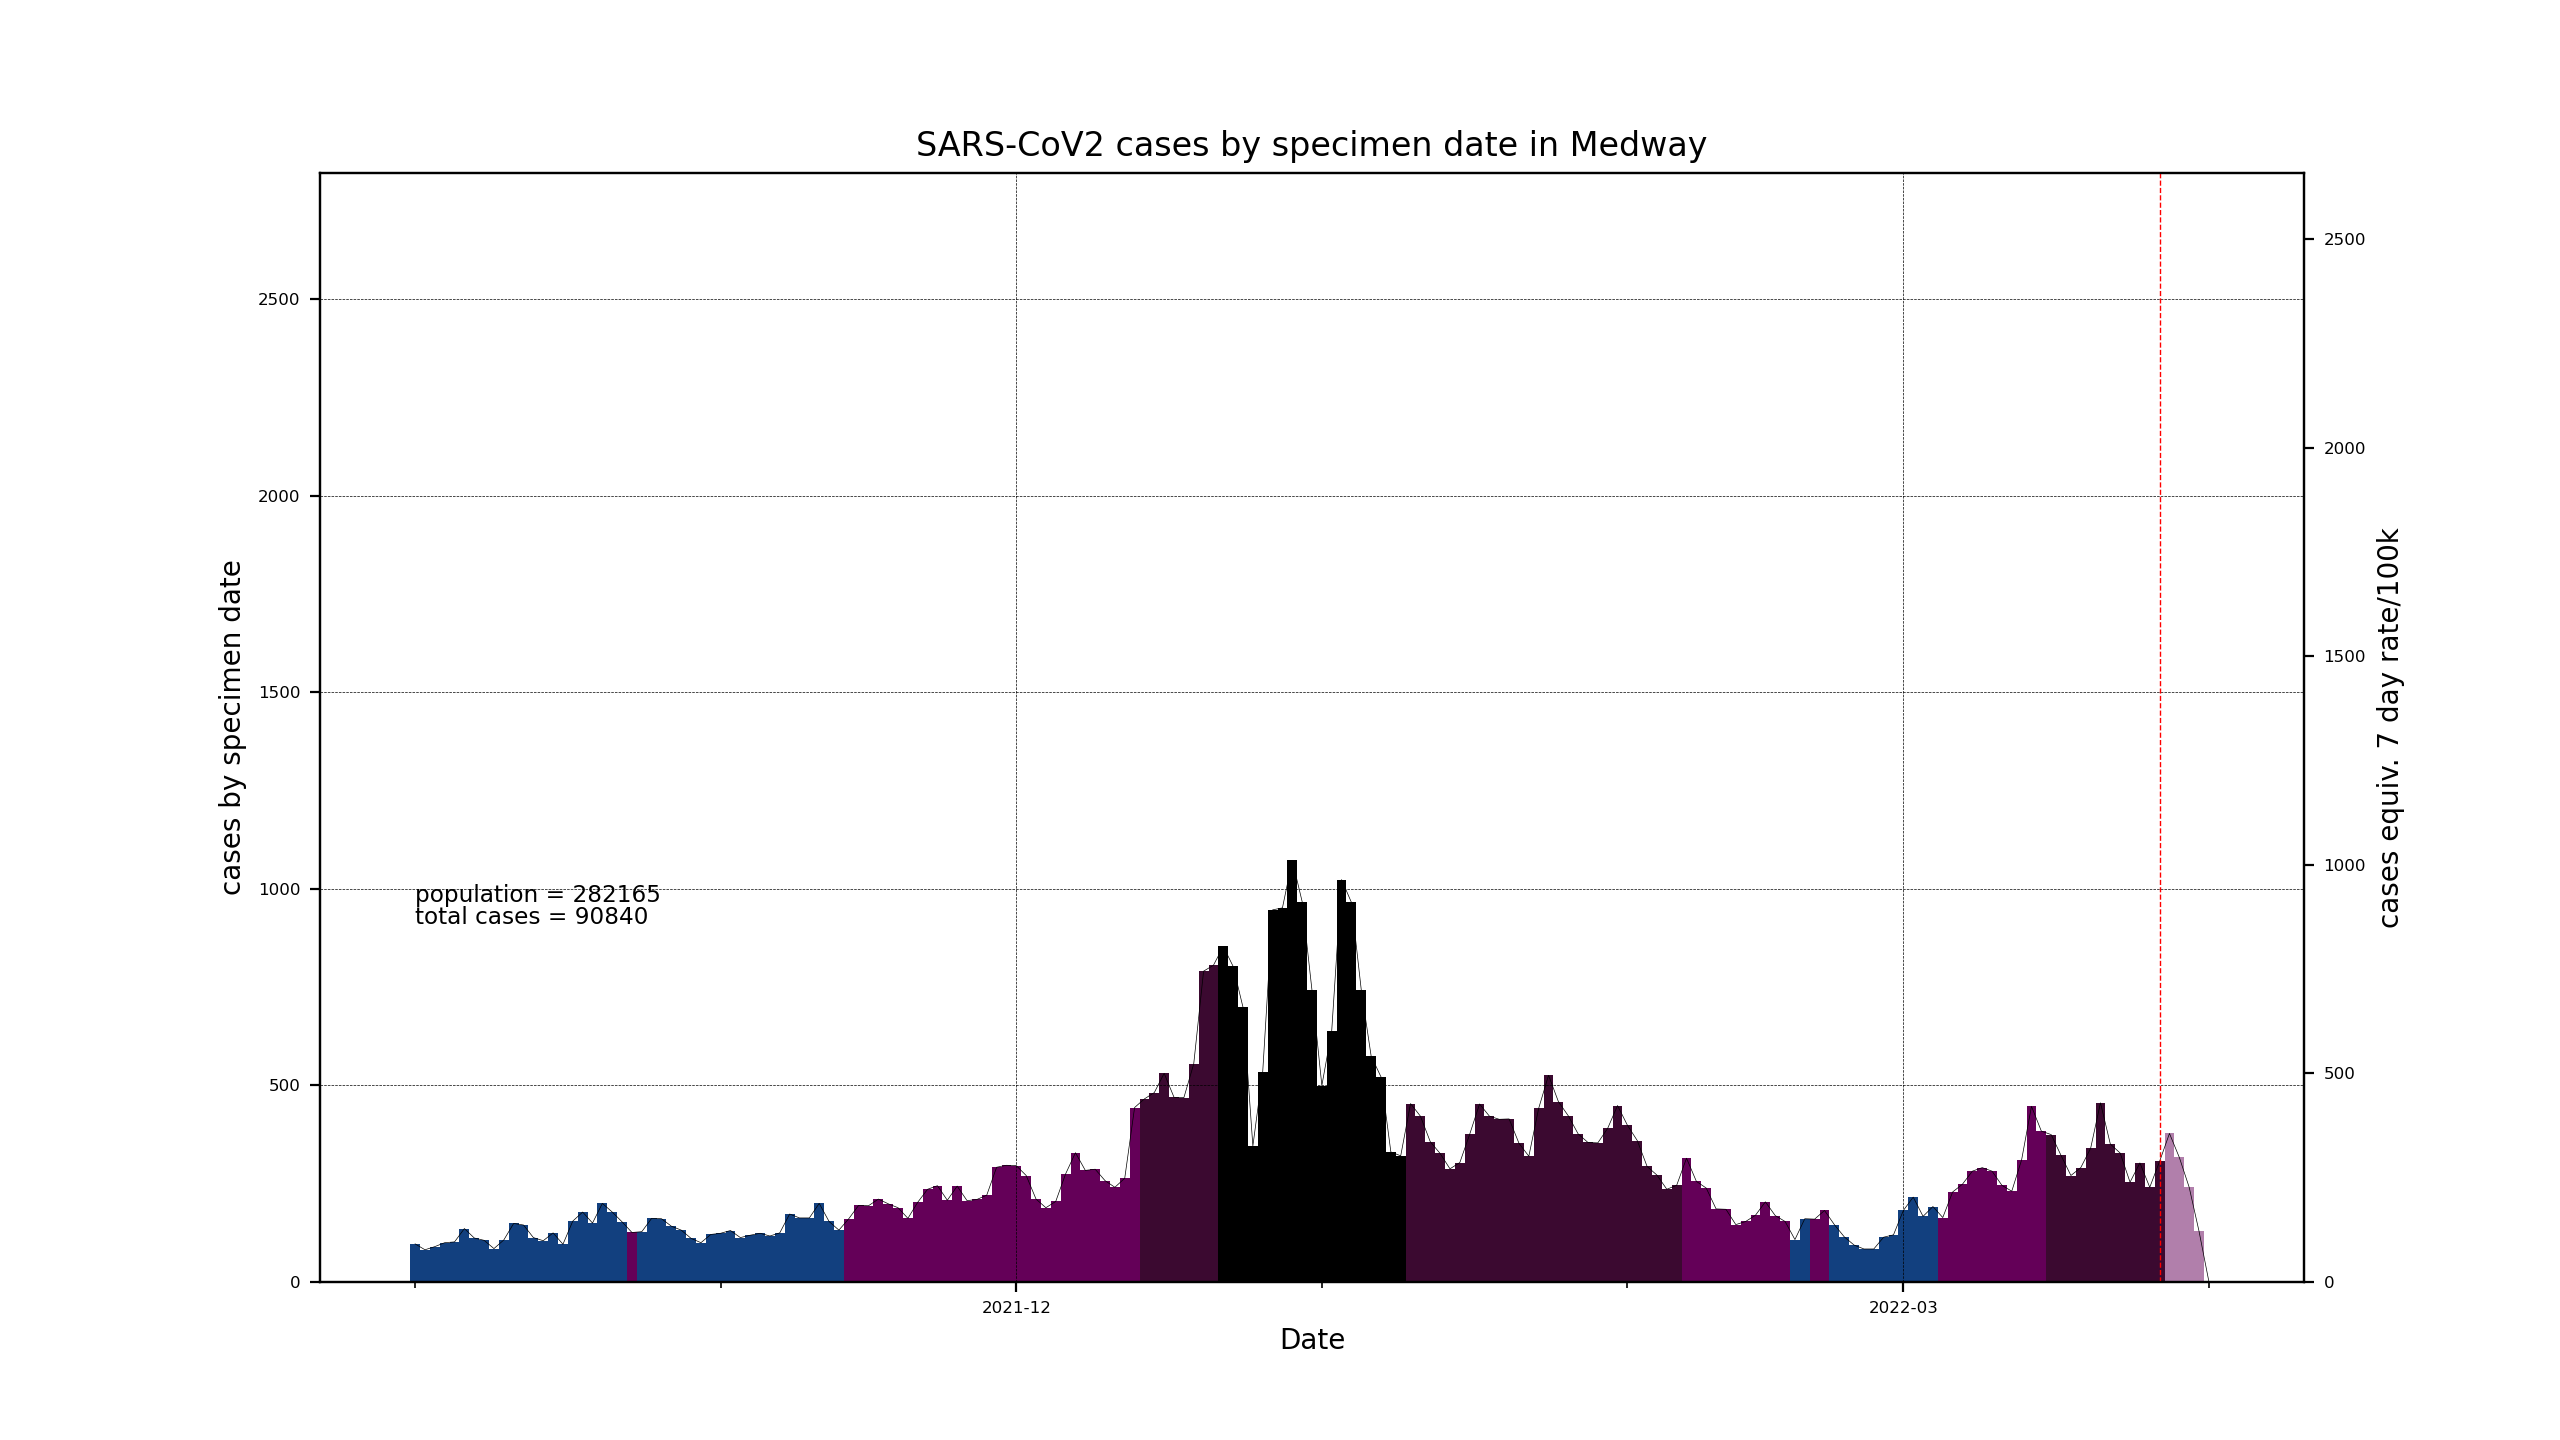 SARS-CoV2 cases by specimen date in Medway
cases by specimen date
2500
2000
1500
1000
500
0
population = 282165
total cases = 90840
2500
2000
1500
1000
500
0
cases equiv. 7 day rate/100k
2021-12
2022-03
Date